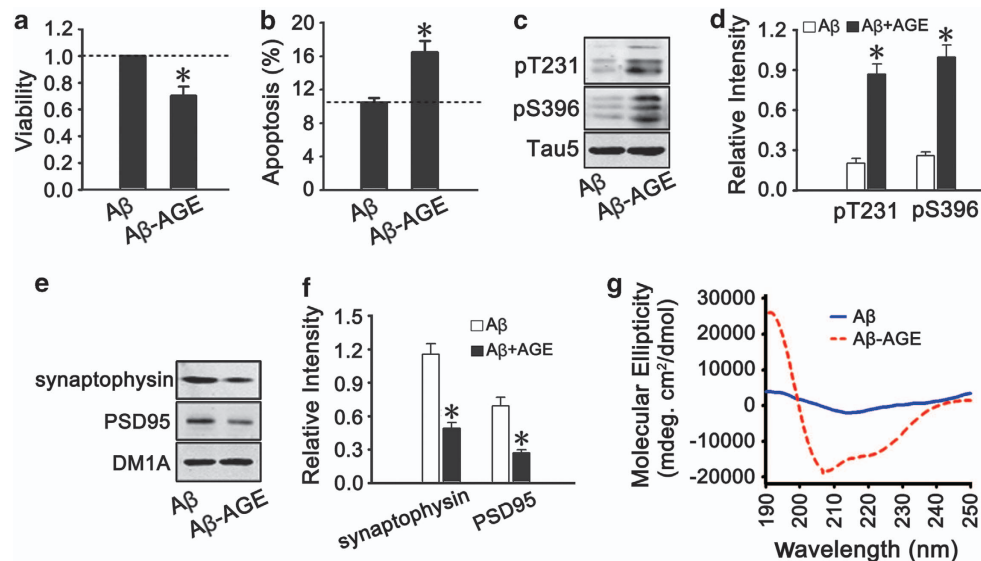 a
Viability
1.2
1.0
0.8
0.6
0.4
0.2
0.0
*
Aβ
Aβ-AGE
b
Apoptosis (%)
20
16
12
8
4
0
*
Aβ
Aβ-AGE
c
pT231
pS396
Tau5
Aβ
Aβ-AGE
d
Aβ Aβ+AGE
Relative Intensity
1.2
0.9
0.6
0.3
0.0
*
*
pT231 pS396
e
synaptophysin
PSD95
DM1A
Aβ
Aβ-AGE
f
Relative Intensity
1.5
1.2
0.9
0.6
0.3
0.0
Aβ
Aβ+AGE
*
*
synaptophysin
PSD95
g
Molecular Ellipticity
(mdeg. cm²/dmol)
30000
20000
10000
0
-10000
-20000
Aβ
Aβ-AGE
190 200 210 220 230 240 250
Wavelength (nm)